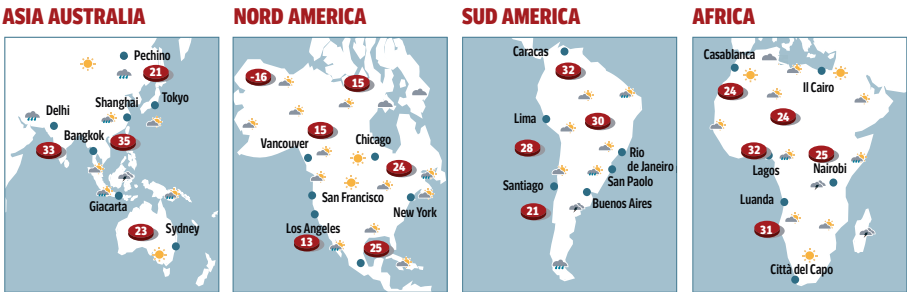 ASIA AUSTRALIA
Pechino
21
Shanghai
Tokyo
Delhi
Bangkok
33
35
Giacarta
23
Sydney
NORD AMERICA
-16
15
15
Vancouver
Chicago
24
San Francisco
New York
Los Angeles
13
25
SUD AMERICA
Caracas
32
Lima
30
28
Rio
de Janeiro
San Paolo
Santiago
Buenos Aires
21
AFRICA
Casablanca
Il Cairo
24
24
32
25
Lagos
Nairobi
Luanda
31
Città del Capo